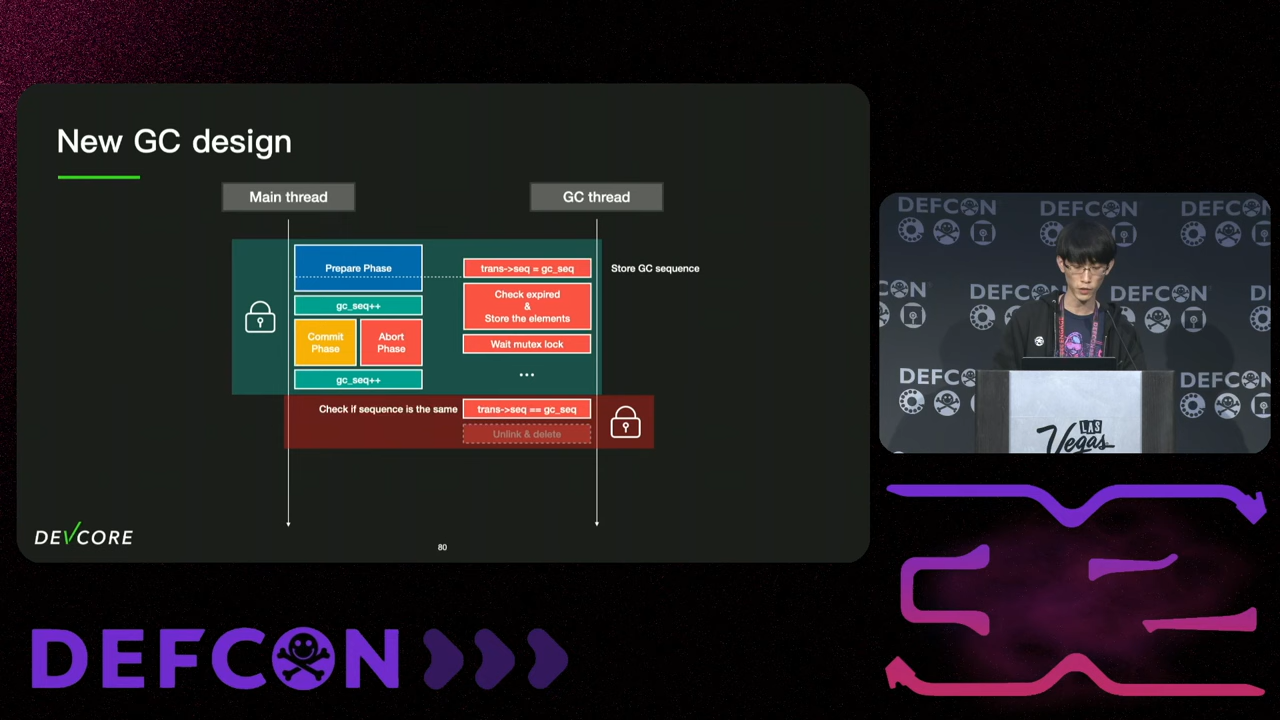 New GC design
Main thread
GC thread
Prepare Phase
trans->seq = gc_seq
Store GC sequence
gc_seq++
Check expired
&
Store the elements
Commit
Phase
Abort
Phase
Wait mutex lock
gc_seq++
...
Check if sequence is the same
trans->seq == gc_seq
Unlink & delete
DEVCORE
80
DEFCON
DEFCON DEFCON DEFCON
DEFCON DEFCON
DEFCON DEFCON
LAS
Vegas